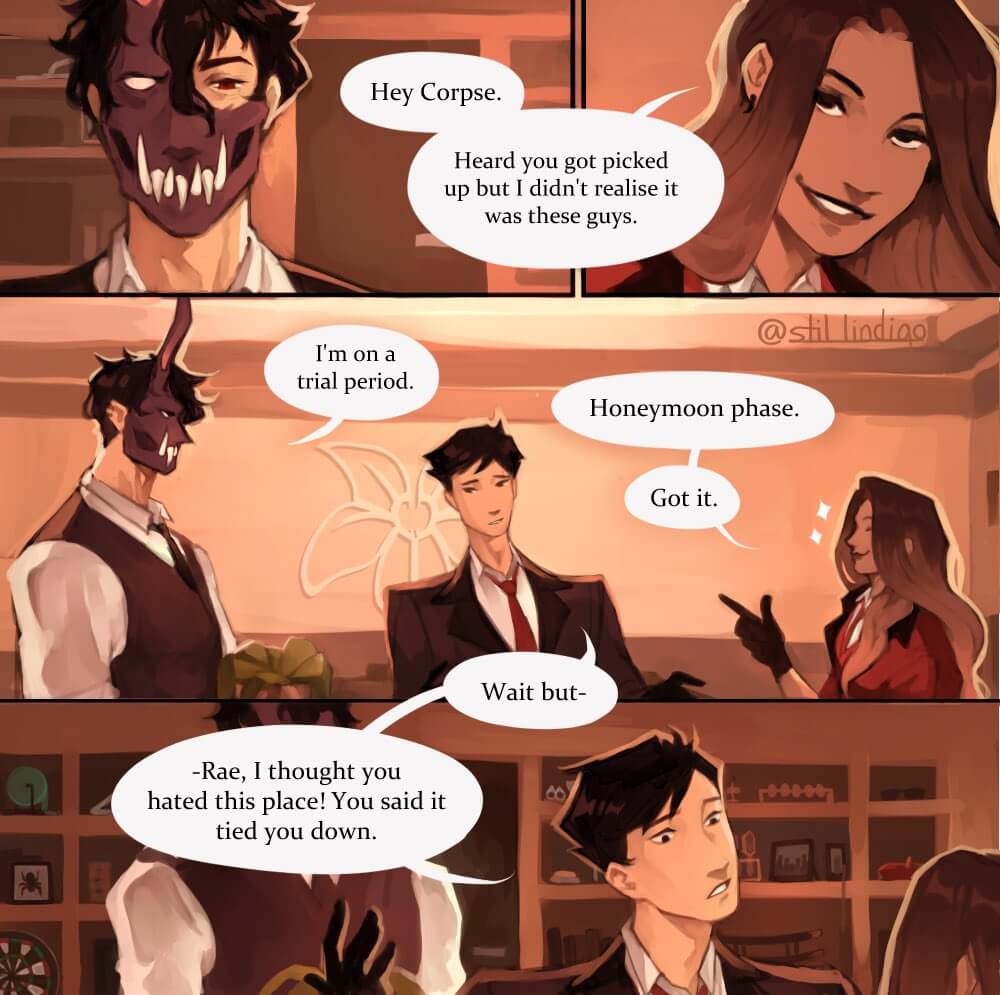 Hey Corpse.
Heard you got picked
up but I didn't realise it
was these guys.
@stillindigo
I'm on a
trial period.
Honeymoon phase.
Got it.
Wait but-
-Rae, I thought you
hated this place! You said it
tied you down.